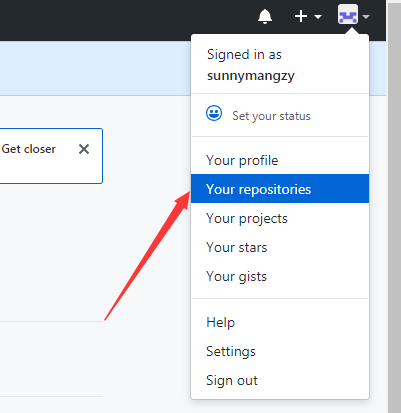 Signed in as
sunnymangzy
Set your status
Get closer
Your profile
Your repositories
Your projects
Your stars
Your gists
Help
Settings
Sign out